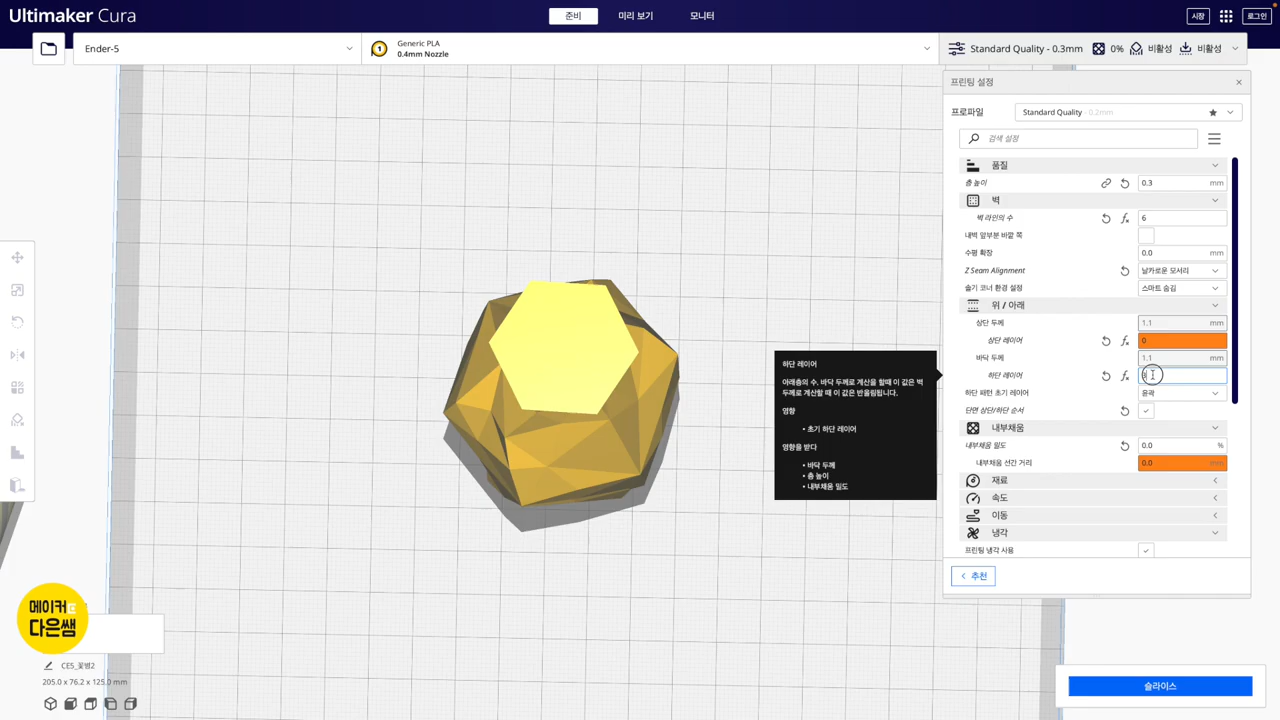 Ultimaker Cura
준비
미리 보기
모니터
시장
로그인
Ender-5
1
Generic PLA
0.4mm Nozzle
Standard Quality - 0.3mm
0%
비활성
비활성
프린팅 설정
프로파일
Standard Quality - 0.2mm
검색 설정
품질
층 높이
0.3 mm
벽
벽 라인의 수
6
내벽 앞부분 바깥 쪽
수평 확장
0.0 mm
Z Seam Alignment
날카로운 모서리
솔기 코너 환경 설정
스마트 숨김
위 / 아래
상단 두께
1.1 mm
상단 레이어
0
바닥 두께
1.1 mm
하단 레이어
하단 패턴 초기 레이어
윤곽
단면 상단/하단 순서
내부채움
내부채움 밀도
0.0 %
내부채움 선간 거리
0.0 mm
재료
속도
이동
냉각
프린팅 냉각 사용
추천
하단 레이어
아래층의 수. 바닥 두께로 계산을 할때 이 값은 벽
두께로 계산할 때 이 값은 반올림됩니다.
영향
• 초기 하단 레이어
영향을 받다
• 바닥 두께
• 층 높이
• 내부채움 밀도
메이커
다은쌤
CE5_꽃병2
205.0 x 76.2 x 125.0 mm
슬라이스